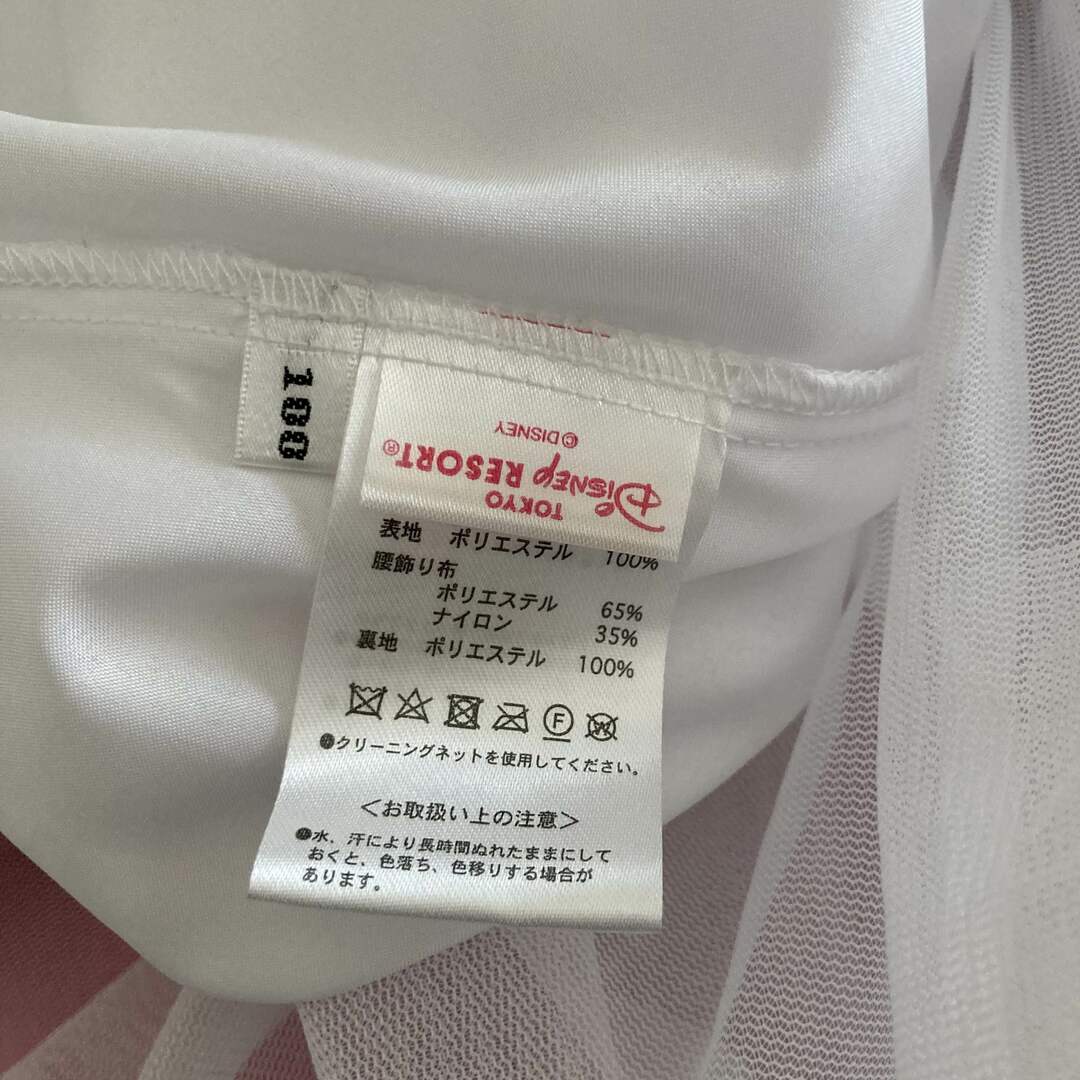 100
© DISNEY
TOKYO
DISNEY RESORT®
表地 ポリエステル 100%
腰飾り布
ポリエステル 65%
ナイロン 35%
裏地 ポリエステル 100%
F
W
●クリーニングネットを使用してください。
＜お取扱い上の注意＞
●水、汗により長時間ぬれたままにして
おくと、色落ち、色移りする場合が
あります。